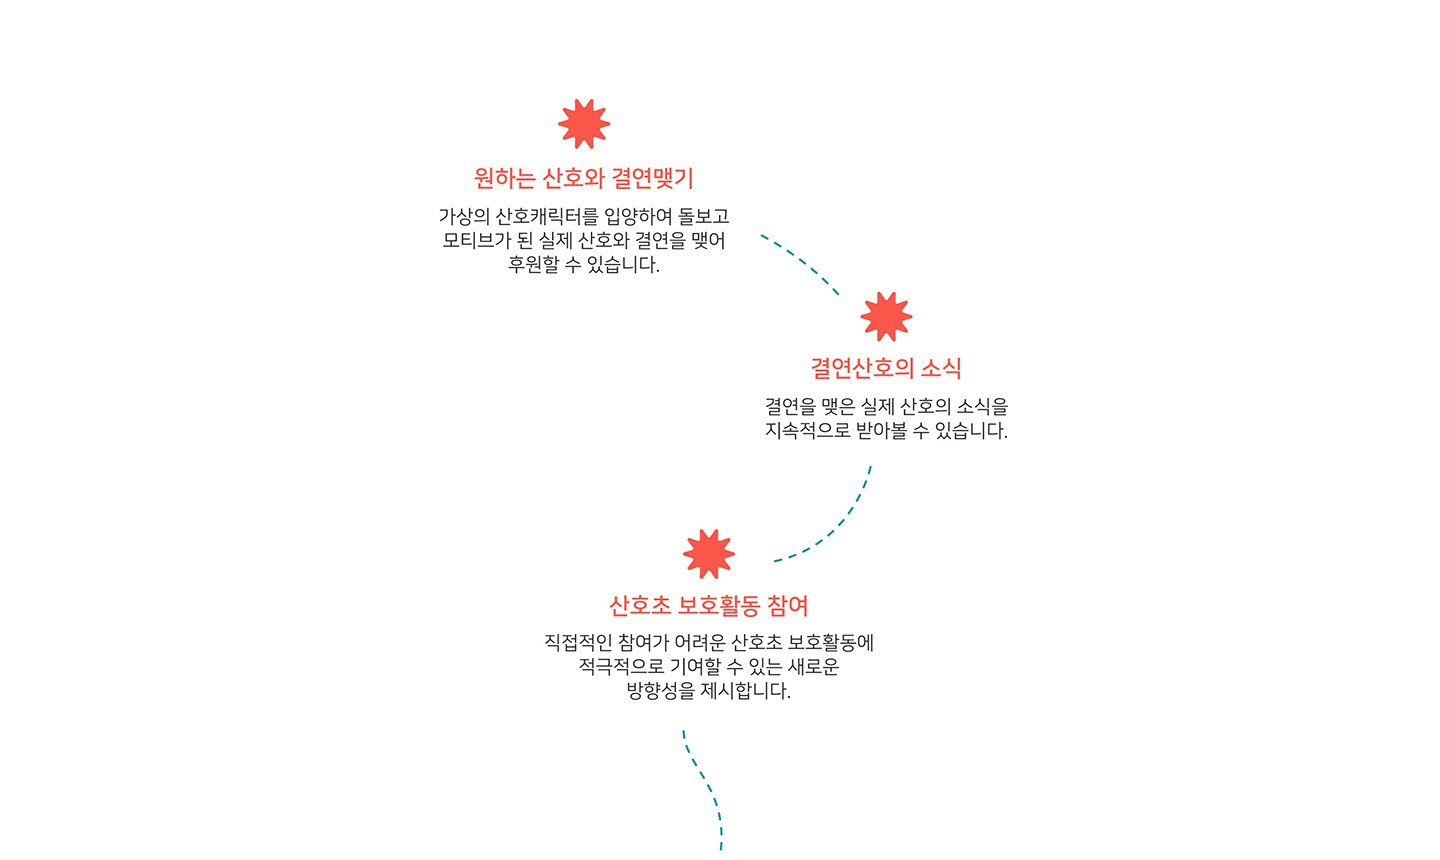 원하는 산호와 결연맺기
가상의 산호캐릭터를 입양하여 돌보고
모티브가 된 실제 산호와 결연을 맺어
후원할 수 있습니다.
결연산호의 소식
결연을 맺은 실제 산호의 소식을
지속적으로 받아볼 수 있습니다.
산호초 보호활동 참여
직접적인 참여가 어려운 산호초 보호활동에
적극적으로 기여할 수 있는 새로운
방향성을 제시합니다.